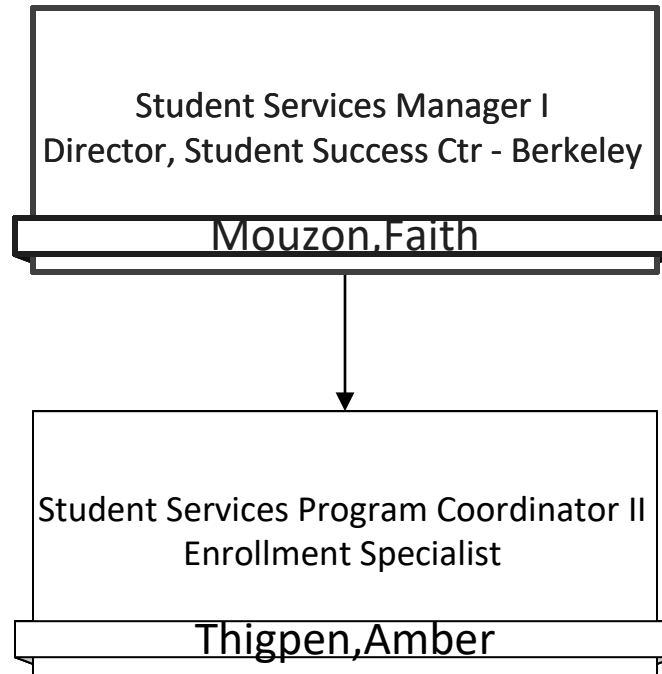 Student Services Manager I
Director, Student Success Ctr - Berkeley
Mouzon,Faith
Student Services Program Coordinator II
Enrollment Specialist
Thigpen,Amber